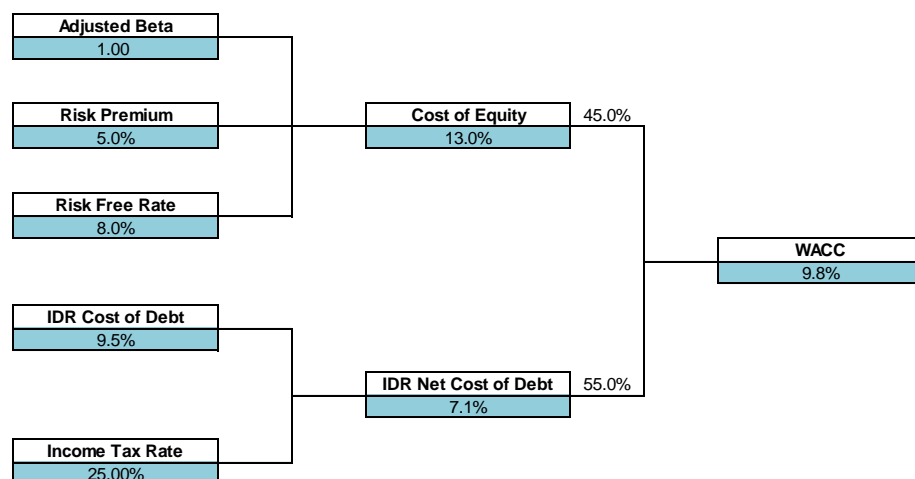 Adjusted Beta
1.00
Risk Premium
5.0%
Cost of Equity
13.0%
45.0%
Risk Free Rate
8.0%
WACC
9.8%
IDR Cost of Debt
9.5%
IDR Net Cost of Debt
7.1%
55.0%
Income Tax Rate
25.00%